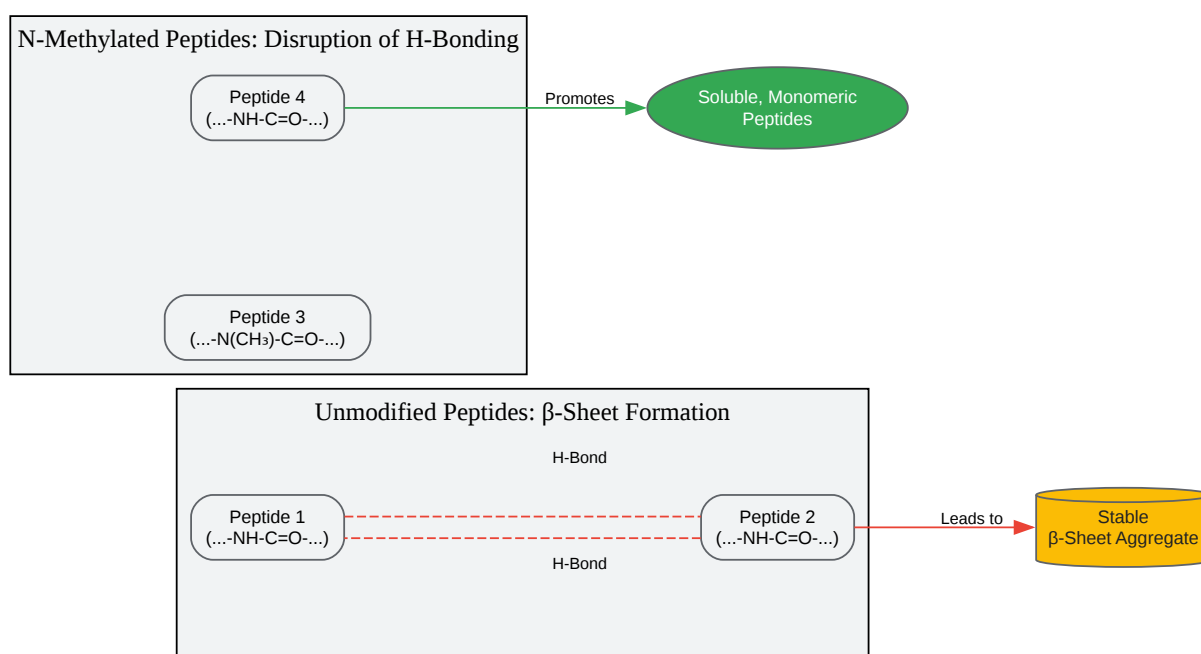 N-Methylated Peptides: Disruption of H-Bonding
Peptide 4
(...-NH-C=O-...)
Promotes
Soluble, Monomeric
Peptides
Peptide 3
(...-N(CH₃)-C=O-...)
Unmodified Peptides: β-Sheet Formation
H-Bond
Peptide 1
(...-NH-C=O-...)
Peptide 2
(...-NH-C=O-...)
H-Bond
Leads to
Stable
β-Sheet Aggregate